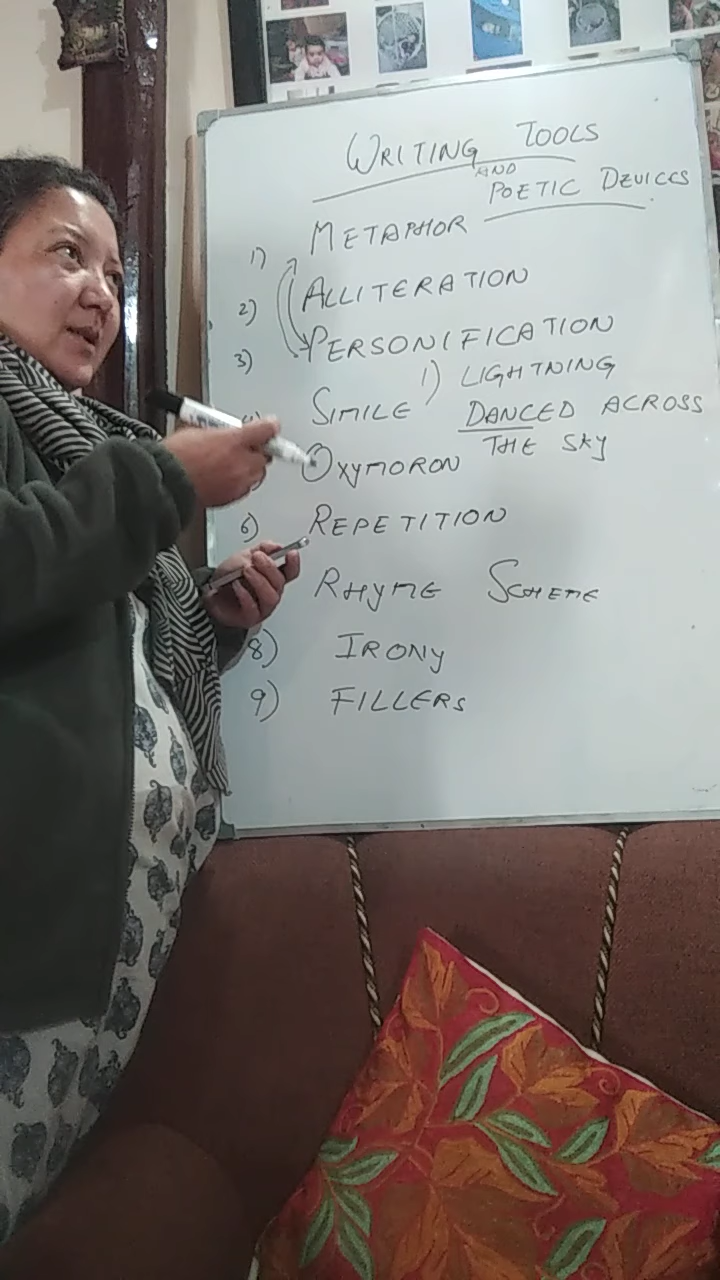 WRITING TOOLS
AND
POETIC DEVICES
1) METAPHOR
2) ALLITERATION
3) PERSONIFICATION
1) LIGHTNING
SIMILE DANCED ACROSS
THE SKY
OXYMORON
6) REPETITION
RHYME SCHEME
8) IRONY
9) FILLERS